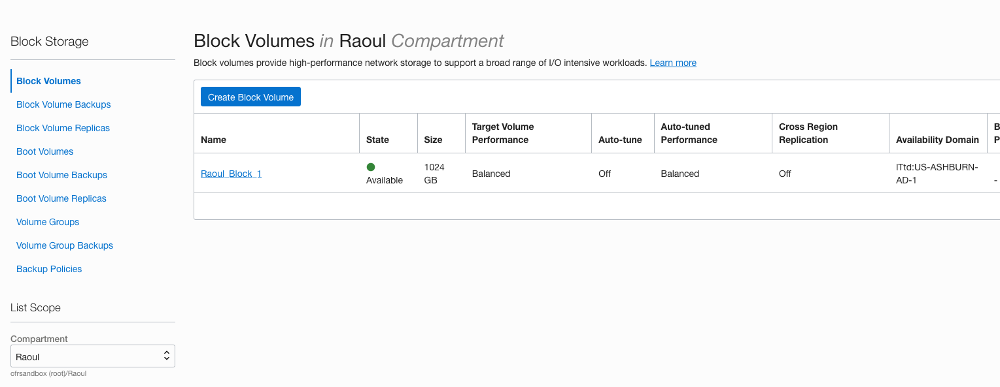 Block Storage
Block Volumes
Block Volume Backups
Block Volume Replicas
Boot Volumes
Boot Volume Backups
Boot Volume Replicas
Volume Groups
Volume Group Backups
Backup Policies
List Scope
Compartment
Raoul
ofrsandbox (root)/Raoul
Block Volumes in Raoul Compartment
Block volumes provide high-performance network storage to support a broad range of I/O intensive workloads. Learn more
Create Block Volume
Name
State
Size
Target Volume
Performance
Auto-tune
Auto-tuned
Performance
Cross Region
Replication
Availability Domain
Raoul_Block_1
Available
1024
GB
Balanced
Off
Balanced
Off
lTtd:US-ASHBURN-
AD-1
-